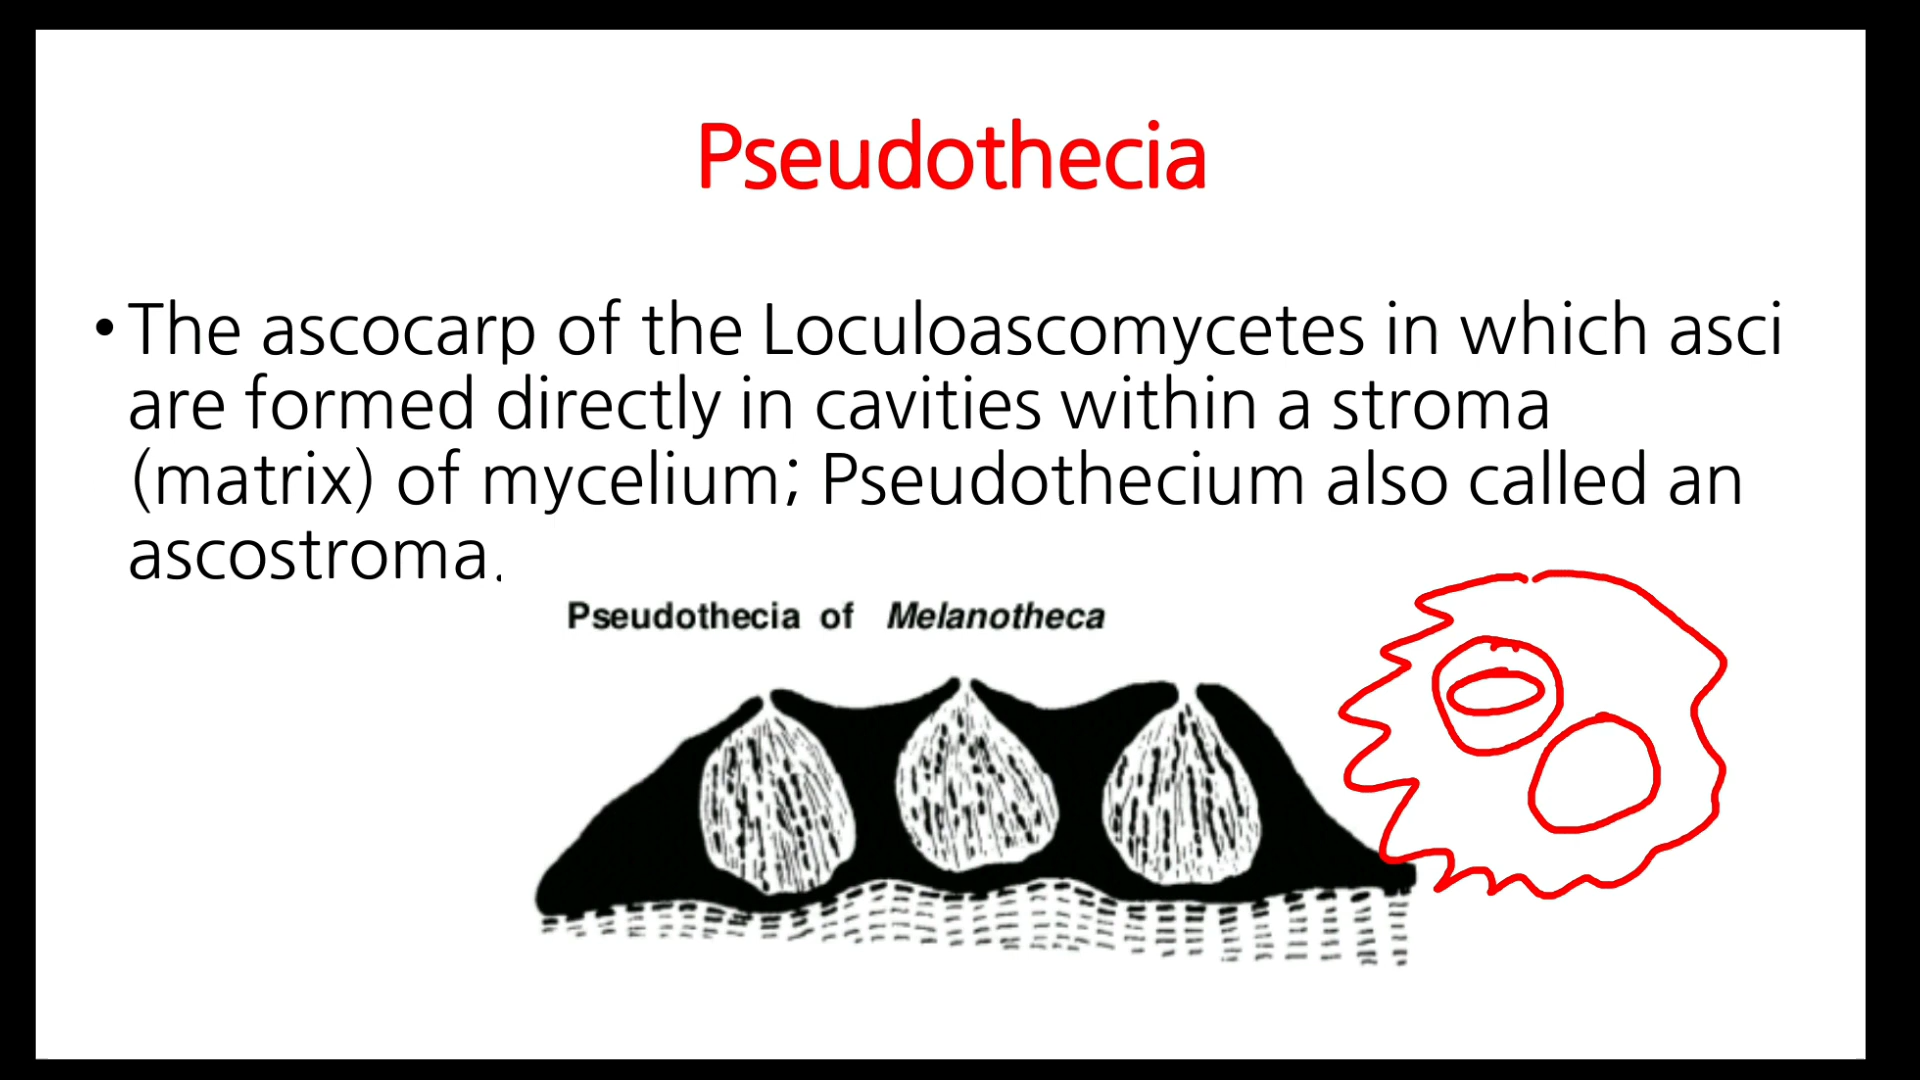 Pseudothecia
• The ascocarp of the Loculoascomycetes in which asci
are formed directly in cavities within a stroma
(matrix) of mycelium; Pseudothecium also called an
ascostroma.
Pseudothecia of Melanotheca